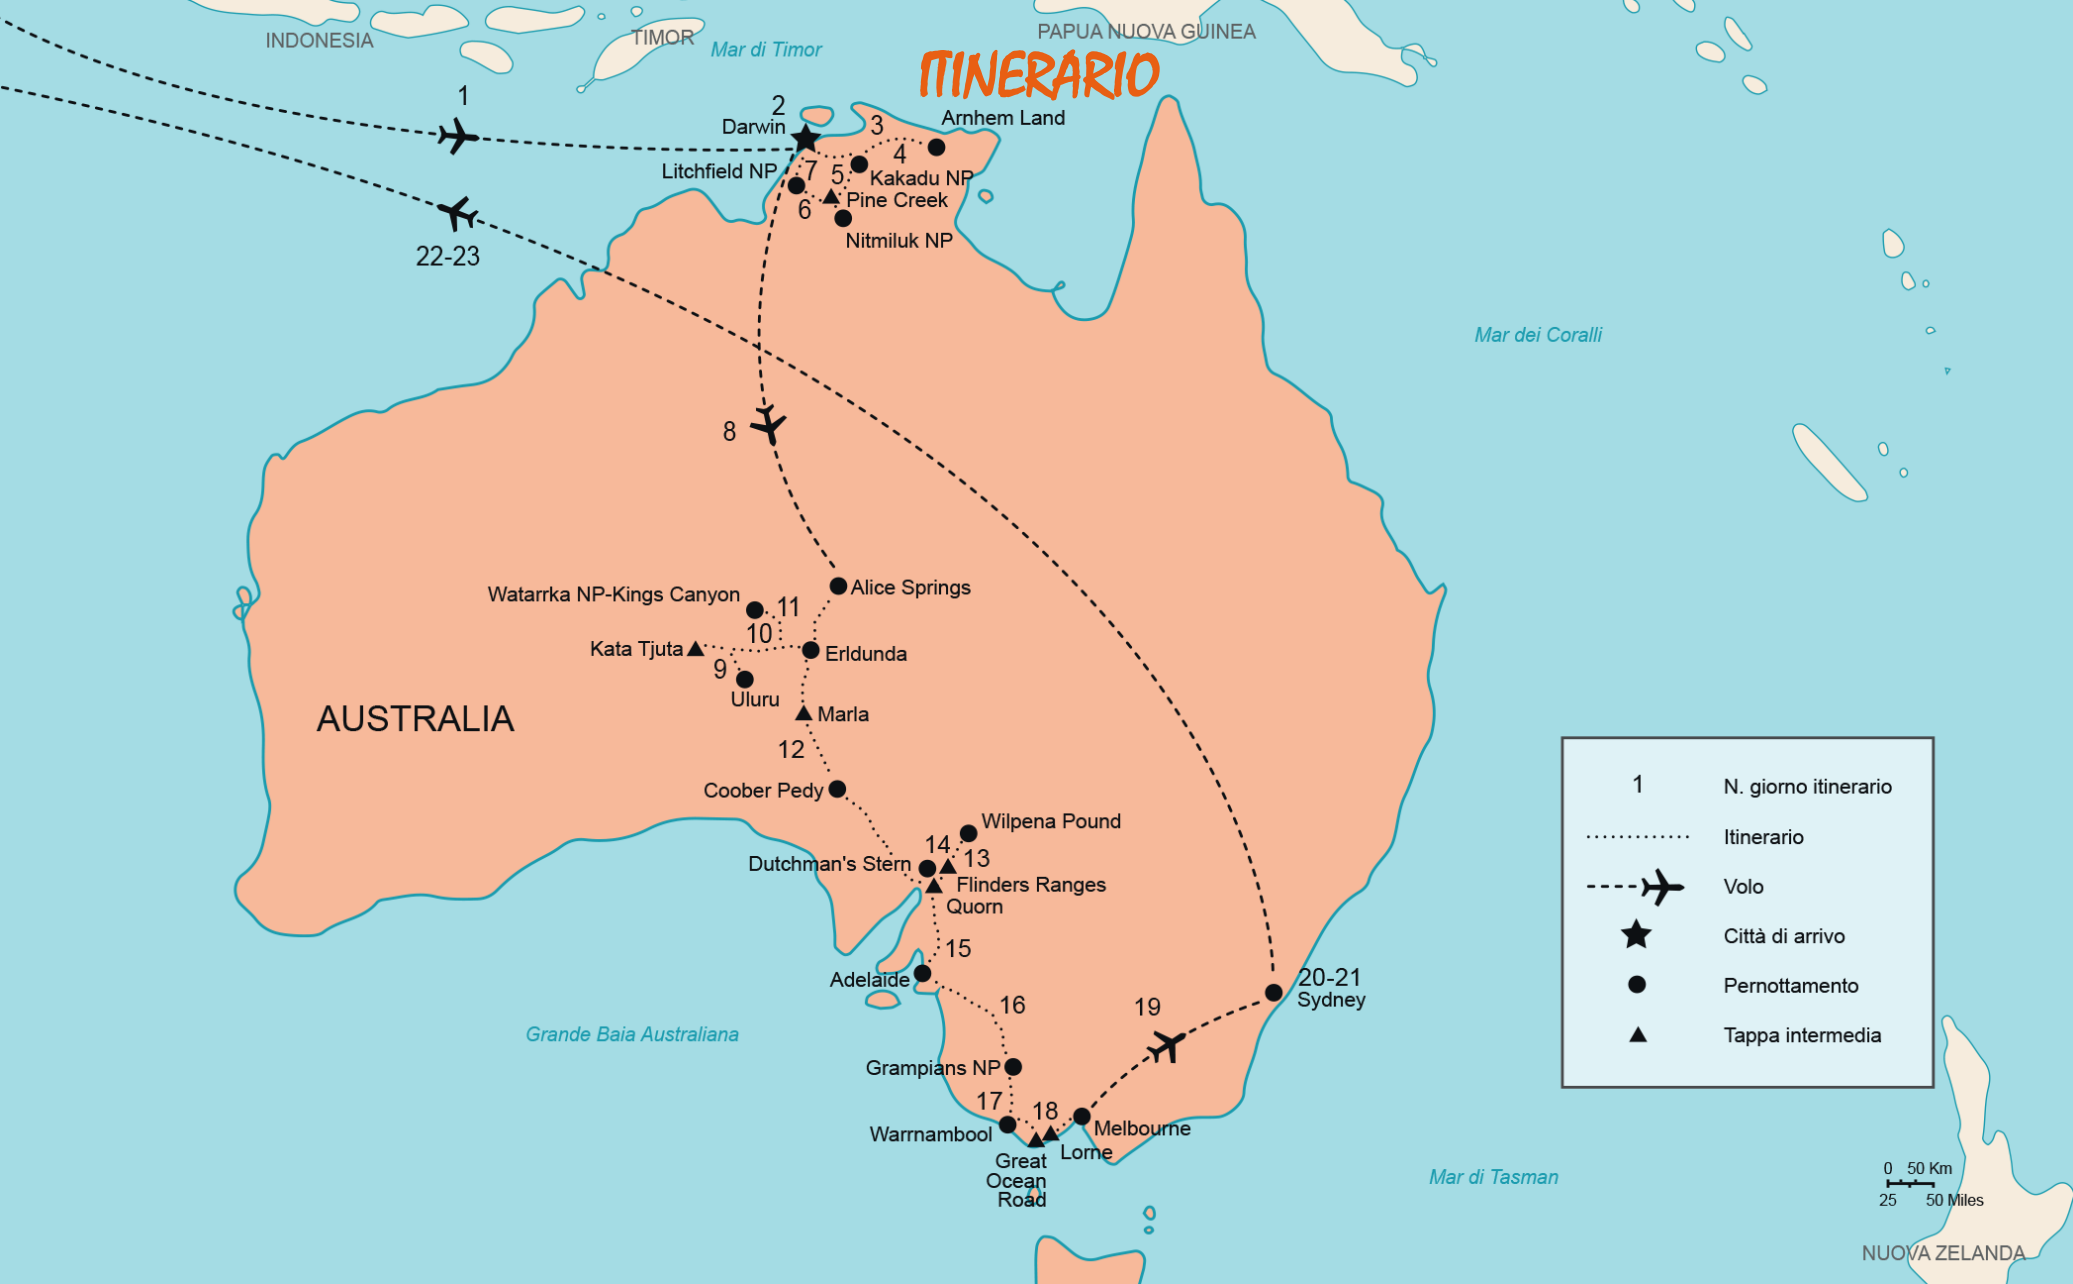 INDONESIA
TIMOR
Mar di Timor
PAPUA NUOVA GUINEA
ITINERARIO
1
2
Darwin
3
Arnhem Land
4
Litchfield NP
7
5
Kakadu NP
6
Pine Creek
Nitmiluk NP
22-23
Mar dei Coralli
8
Alice Springs
Watarrka NP-Kings Canyon
11
10
Kata Tjuta
Erldunda
9
Uluru
AUSTRALIA
Marla
12
Coober Pedy
Wilpena Pound
14
13
Dutchman's Stern
Flinders Ranges
Quorn
15
Adelaide
16
20-21
Sydney
19
Grande Baia Australiana
Grampians NP
17
18
Warrnambool
Melbourne
Lorne
Great
Ocean
Road
Mar di Tasman
1 N. giorno itinerario
Itinerario
Volo
Città di arrivo
Pernottamento
Tappa intermedia
0 50 Km
25 50 Miles
NUOVA ZELANDA